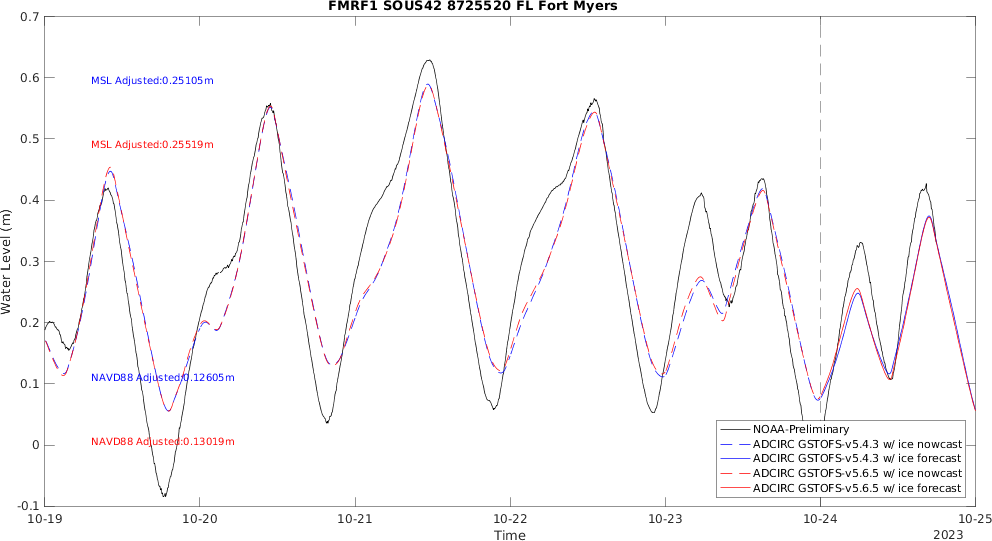 FMRF1 SOUS42 8725520 FL Fort Myers
0.7
0.6
0.5
0.4
0.3
0.2
0.1
0
-0.1
Water Level (m)
MSL Adjusted:0.25105m
MSL Adjusted:0.25519m
NAVD88 Adjusted:0.12605m
NAVD88 Adjusted:0.13019m
NOAA-Preliminary
ADCIRC GSTOFS-v5.4.3 w/ ice nowcast
ADCIRC GSTOFS-v5.4.3 w/ ice forecast
ADCIRC GSTOFS-v5.6.5 w/ ice nowcast
ADCIRC GSTOFS-v5.6.5 w/ ice forecast
10-19 10-20 10-21 10-22 10-23 10-24 10-25
Time
2023